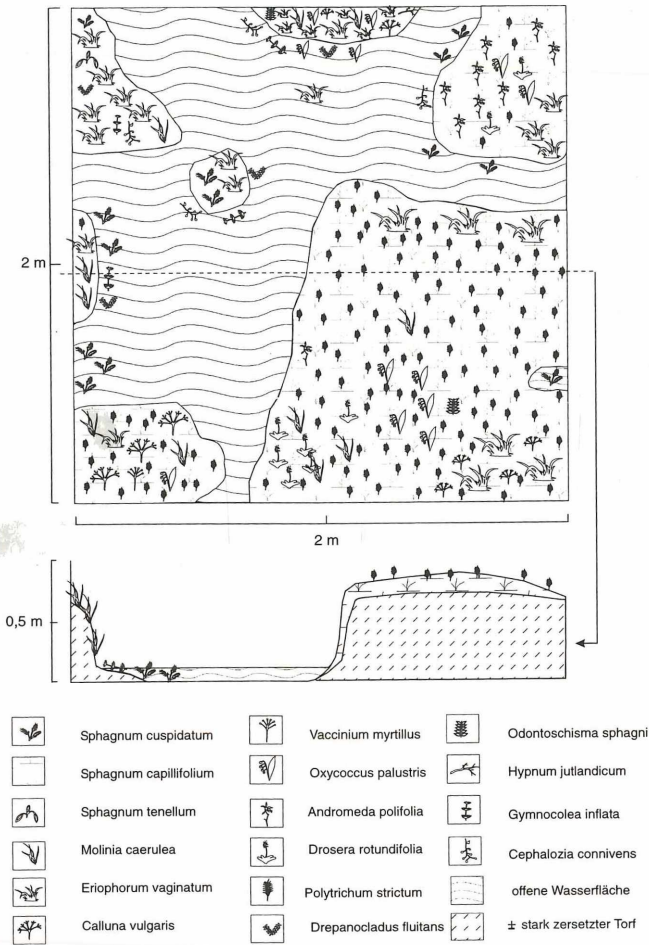 2 m
2 m
0,5 m
Sphagnum cuspidatum
Vaccinium myrtillus
Odontoschisma sphagni
Sphagnum capillifolium
Oxycoccus palustris
Hypnum jutlandicum
Sphagnum tenellum
Andromeda polifolia
Gymnocolea inflata
Molinia caerulea
Drosera rotundifolia
Cephalozia connivens
Eriophorum vaginatum
Polytrichum strictum
offene Wasserfläche
Calluna vulgaris
Drepanocladus fluitans
± stark zersetzter Torf